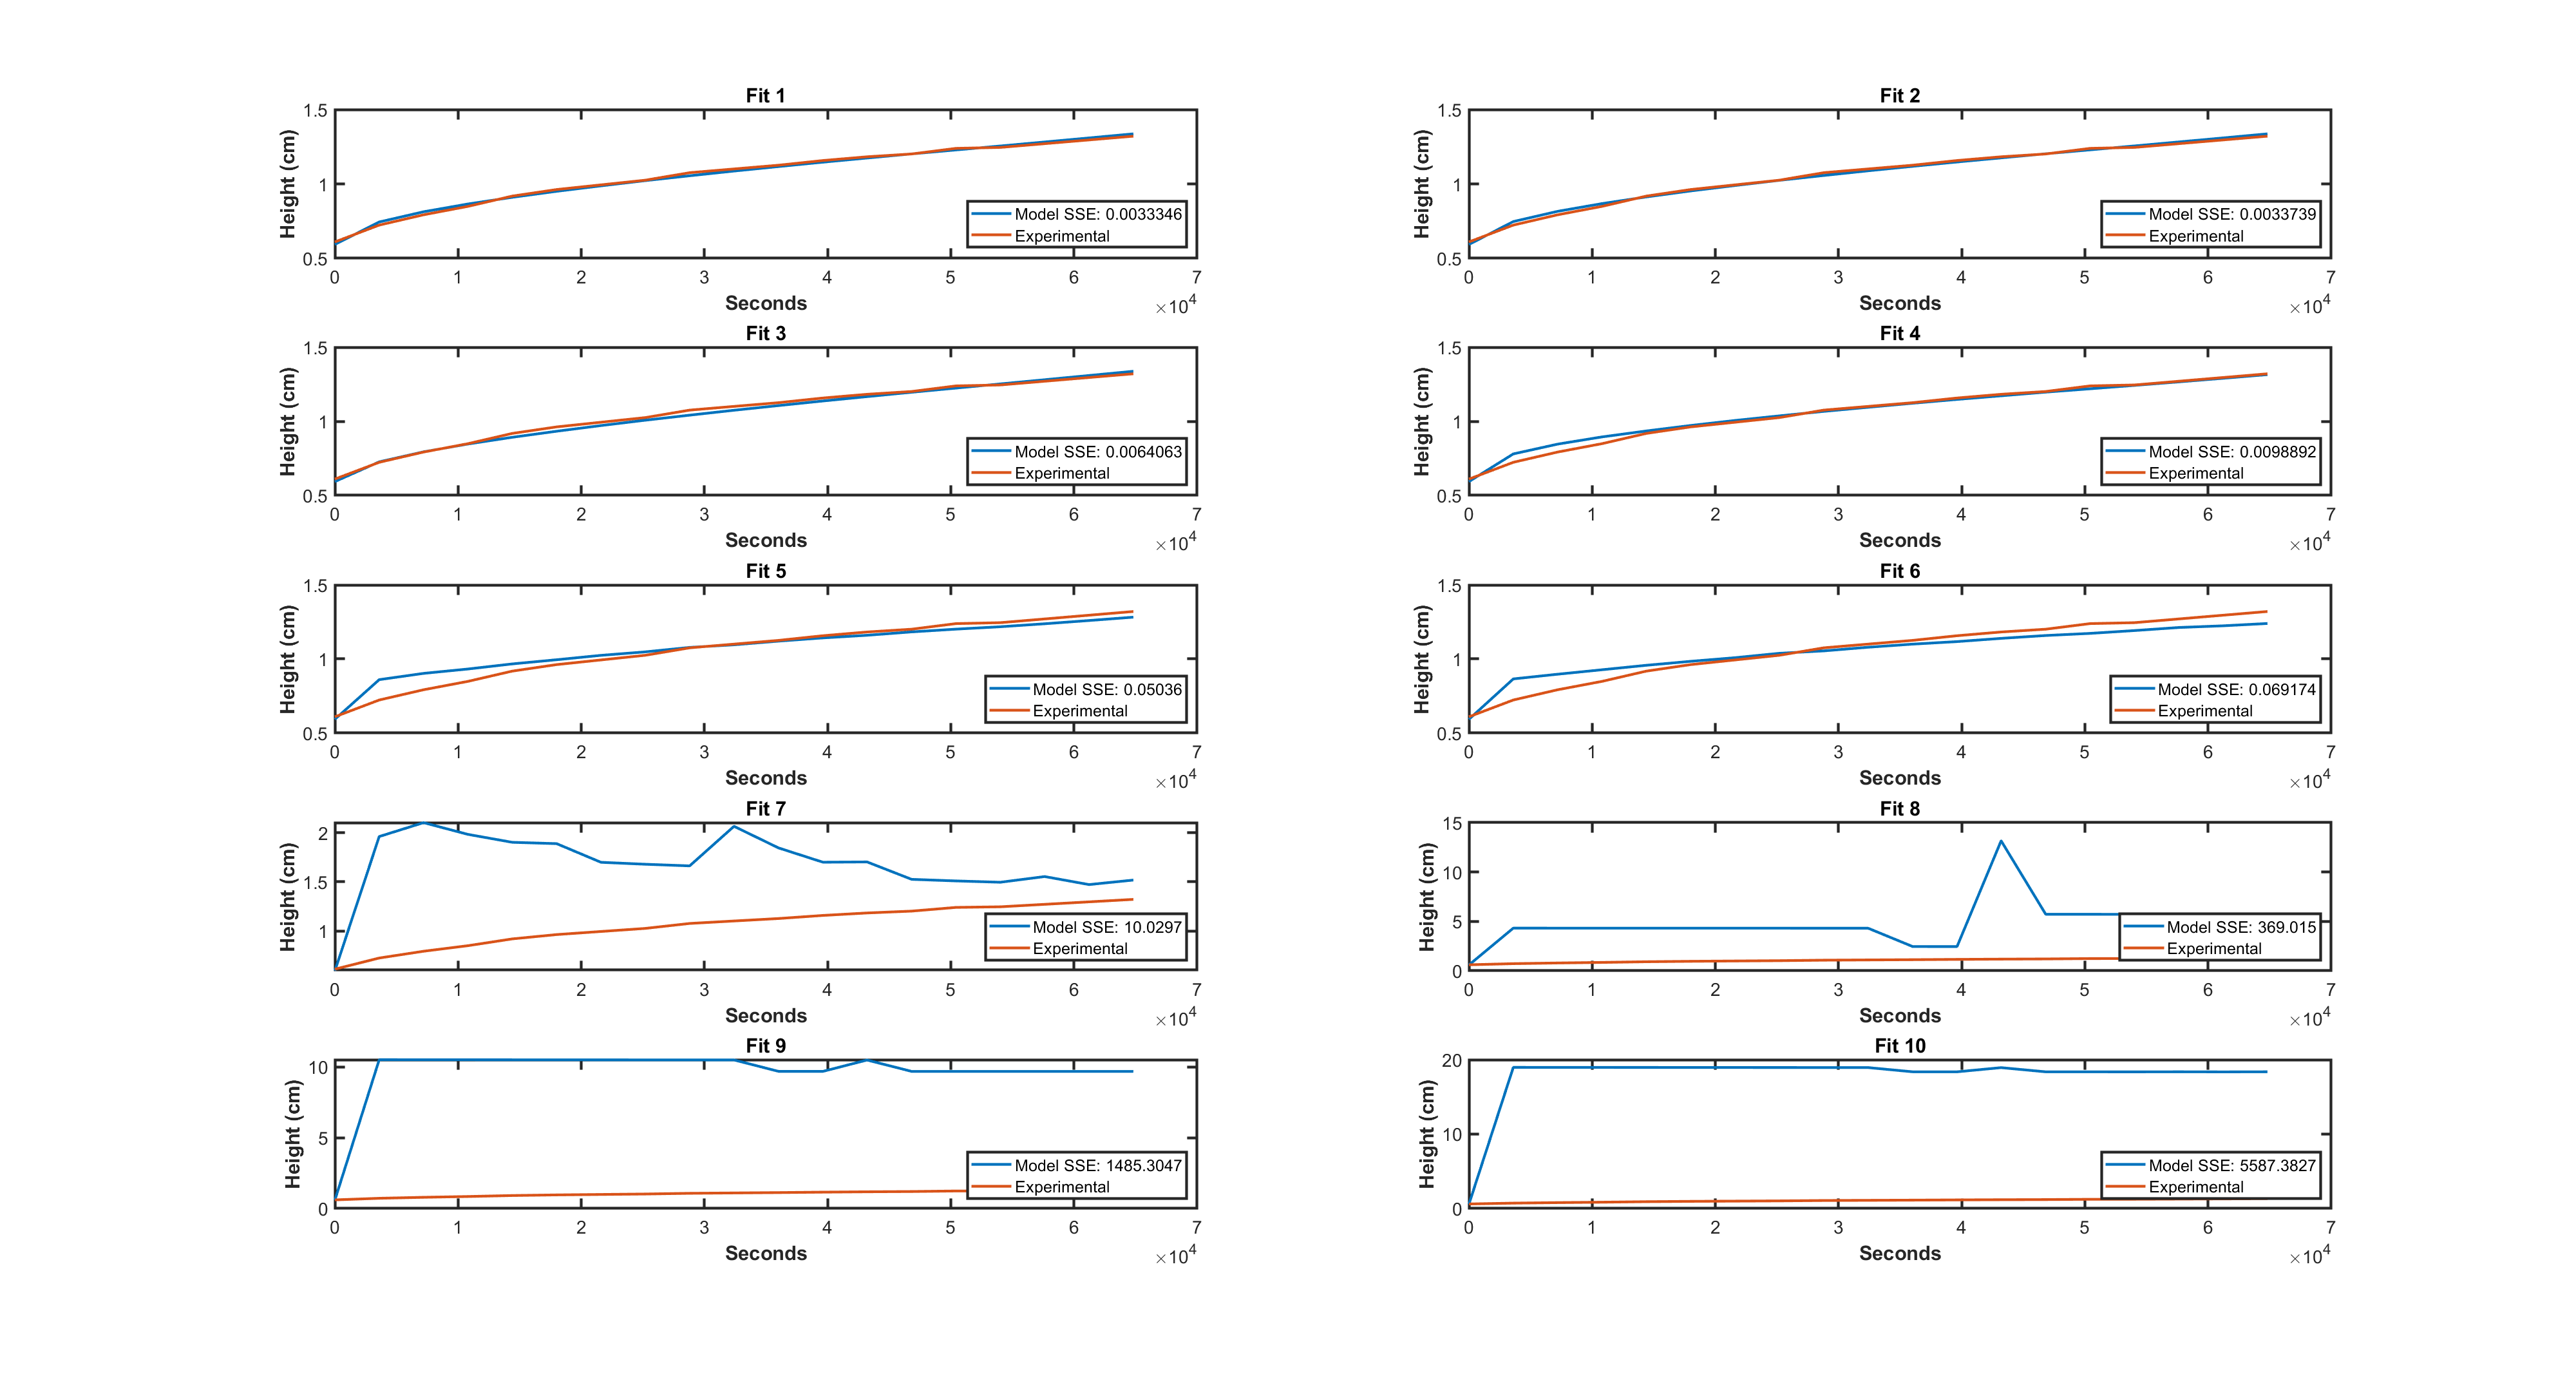 Fit 1
1.5
1
0.5
Height (cm)
Model SSE: 0.0033346
Experimental
0 1 2 3 4 5 6 7
Seconds
×10^4
Fit 2
1.5
1
0.5
Height (cm)
Model SSE: 0.0033739
Experimental
0 1 2 3 4 5 6 7
Seconds
×10^4
Fit 3
1.5
1
0.5
Height (cm)
Model SSE: 0.0064063
Experimental
0 1 2 3 4 5 6 7
Seconds
×10^4
Fit 4
1.5
1
0.5
Height (cm)
Model SSE: 0.0098892
Experimental
0 1 2 3 4 5 6 7
Seconds
×10^4
Fit 5
1.5
1
0.5
Height (cm)
Model SSE: 0.05036
Experimental
0 1 2 3 4 5 6 7
Seconds
×10^4
Fit 6
1.5
1
0.5
Height (cm)
Model SSE: 0.069174
Experimental
0 1 2 3 4 5 6 7
Seconds
×10^4
Fit 7
2
1.5
1
Height (cm)
Model SSE: 10.0297
Experimental
0 1 2 3 4 5 6 7
Seconds
×10^4
Fit 8
15
10
5
0
Height (cm)
Model SSE: 369.015
Experimental
0 1 2 3 4 5 6 7
Seconds
×10^4
Fit 9
10
5
0
Height (cm)
Model SSE: 1485.3047
Experimental
0 1 2 3 4 5 6 7
Seconds
×10^4
Fit 10
20
10
0
Height (cm)
Model SSE: 5587.3827
Experimental
0 1 2 3 4 5 6 7
Seconds
×10^4